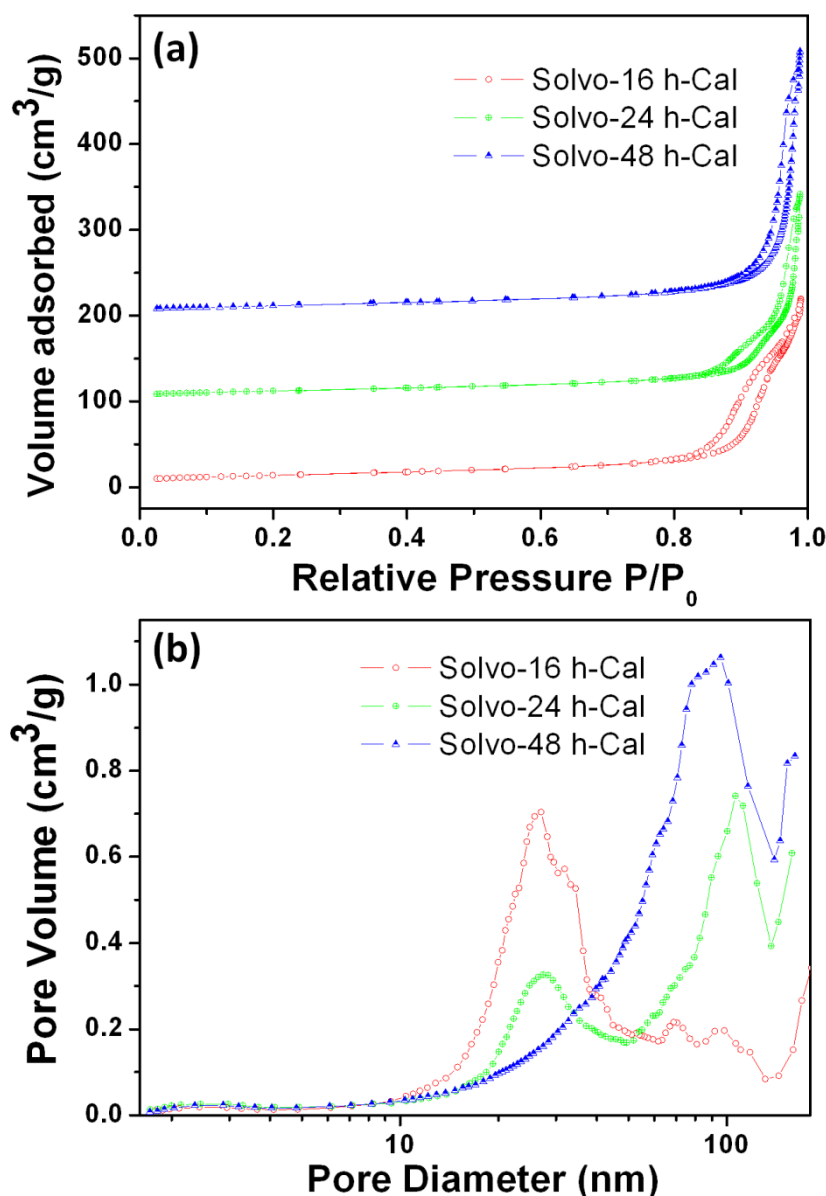 (a)
Solvo-16 h-Cal
Solvo-24 h-Cal
Solvo-48 h-Cal
Volume adsorbed (cm³/g)
500
400
300
200
100
0
0.0 0.2 0.4 0.6 0.8 1.0
Relative Pressure P/P₀
(b)
Solvo-16 h-Cal
Solvo-24 h-Cal
Solvo-48 h-Cal
Pore Volume (cm³/g)
1.0
0.8
0.6
0.4
0.2
0.0
10 100
Pore Diameter (nm)